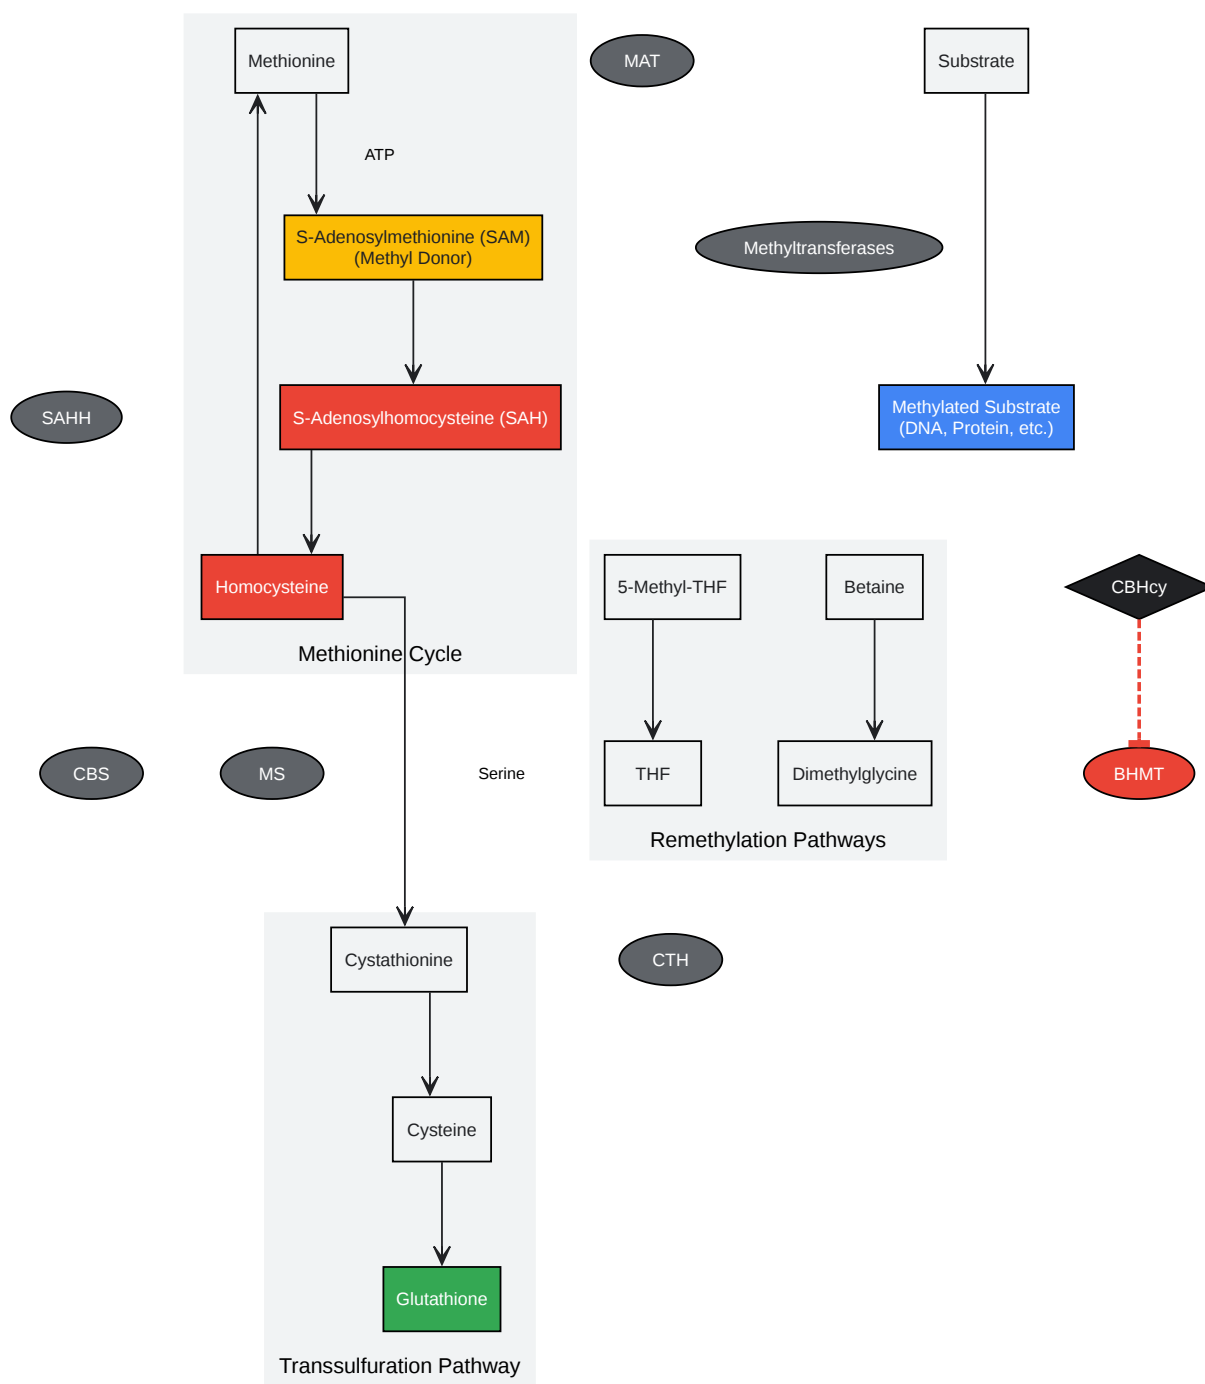 Methionine
MAT
Substrate
ATP
S-Adenosylmethionine (SAM)
(Methyl Donor)
Methyltransferases
SAHH
S-Adenosylhomocysteine (SAH)
Methylated Substrate
(DNA, Protein, etc.)
Homocysteine
5-Methyl-THF
Betaine
CBHcy
Methionine Cycle
CBS
MS
Serine
THF
Dimethylglycine
BHMT
Remethylation Pathways
Cystathionine
CTH
Cysteine
Glutathione
Transsulfuration Pathway